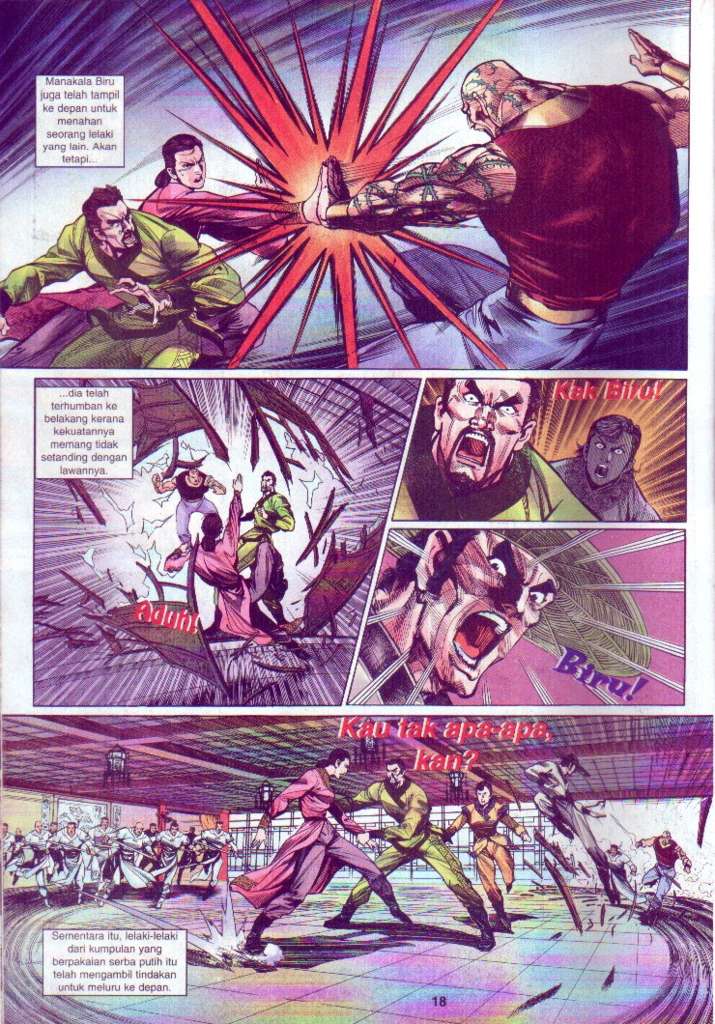 Manakala Biru
juga telah tampil
ke depan untuk
menahan
seorang lelaki
yang lain. Akan
tetapi...
...dia telah
terhumban ke
belakang kerana
kekuatannya
memang tidak
setanding dengan
lawannya.
Aduh!
Kak Biru!
Biru!
Kau tak apa-apa,
kan?
Sementara itu, lelaki-lelaki
dari kumpulan yang
berpakaian serba putih itu
telah mengambil tindakan
untuk meluru ke depan.
18